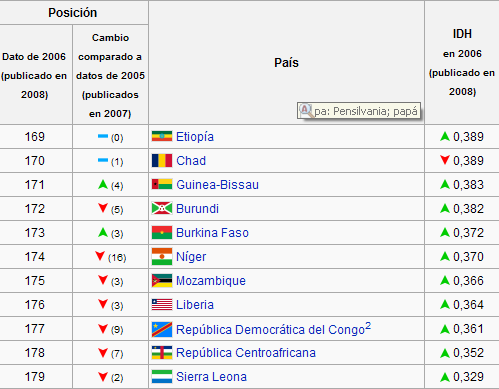 Posición
Dato de 2006
(publicado en
2008)
Cambio
comparado a
datos de 2005
(publicados
en 2007)
País
IDH
en 2006
(publicado en
2008)
pa: Pensilvania; papá
169 (0) Etiopía 0,389
170 (1) Chad 0,389
171 (4) Guinea-Bissau 0,383
172 (5) Burundi 0,382
173 (3) Burkina Faso 0,372
174 (16) Níger 0,370
175 (3) Mozambique 0,366
176 (3) Liberia 0,364
177 (9) República Democrática del Congo2 0,361
178 (7) República Centroafricana 0,352
179 (2) Sierra Leona 0,329